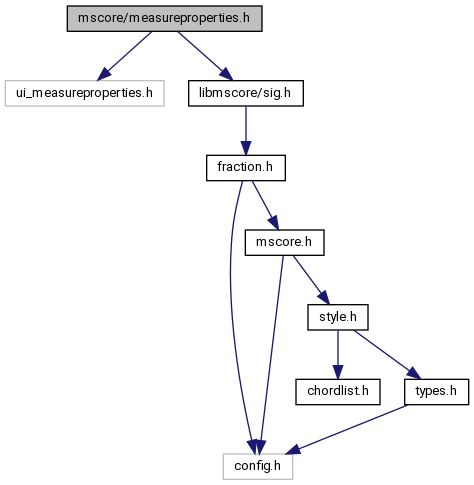 mscore/measureproperties.h
ui_measureproperties.h
libmscore/sig.h
fraction.h
mscore.h
style.h
chordlist.h
types.h
config.h